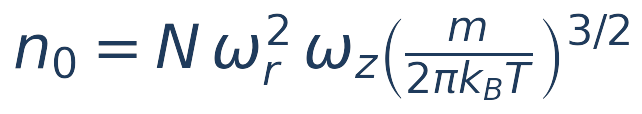 n₀ = N ω_r² ω_z (m / 2πk_BT)^{3/2}